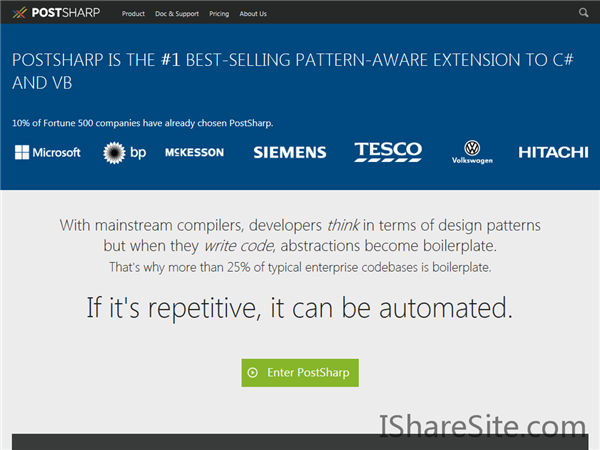 POSTSHARP Product Doc & Support Pricing About Us
POSTSHARP IS THE #1 BEST-SELLING PATTERN-AWARE EXTENSION TO C#
AND VB
10% of Fortune 500 companies have already chosen PostSharp.
Microsoft bp MCKESSON SIEMENS TESCO Volkswagen HITACHI
With mainstream compilers, developers think in terms of design patterns
but when they write code, abstractions become boilerplate.
That's why more than 25% of typical enterprise codebases is boilerplate.
If it's repetitive, it can be automated.
Enter PostSharp
IShareSite.com